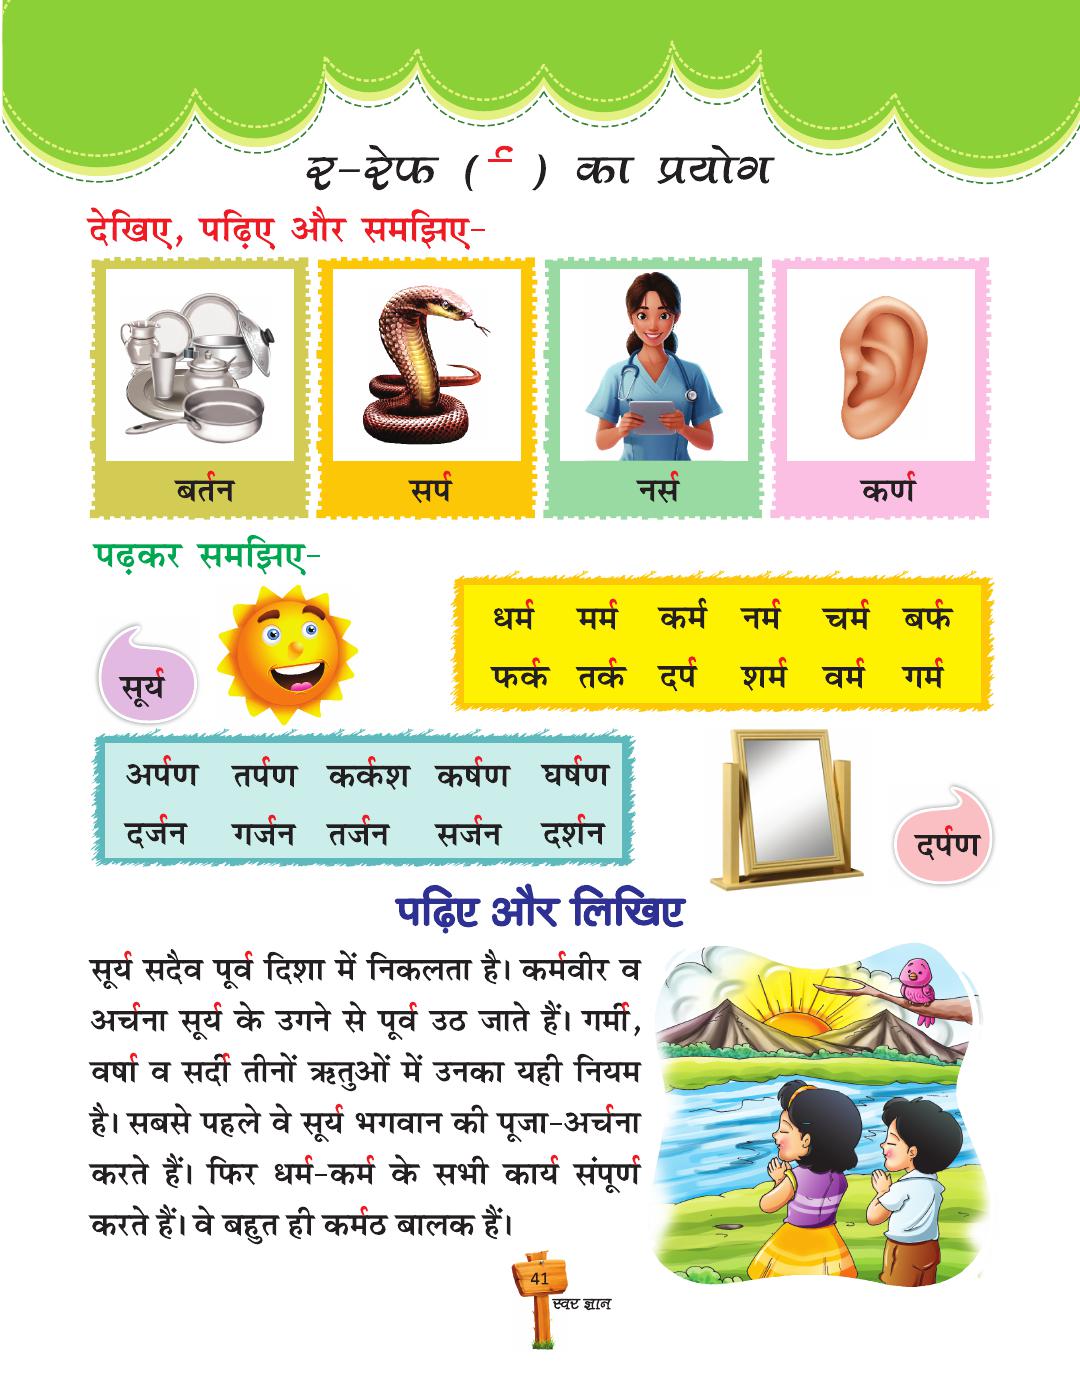 र-रेफ ( र्  ) का प्रयोग
देखिए, पढ़िए और समझिए-
बर्तन सर्प नर्स कर्ण
पढ़कर समझिए-
सूर्य
धर्म मर्म कर्म नर्म चर्म बर्फ
फर्क तर्क दर्प शर्म वर्म गर्म
अर्पण तर्पण कर्कश कर्षण घर्षण
दर्जन गर्जन तर्जन सर्जन दर्शन
दर्पण
पढ़िए और लिखिए
सूर्य सदैव पूर्व दिशा में निकलता है। कर्मवीर व
अर्चना सूर्य के उगने से पूर्व उठ जाते हैं। गर्मी,
वर्षा व सर्दी तीनों ऋतुओं में उनका यही नियम
है। सबसे पहले वे सूर्य भगवान की पूजा-अर्चना
करते हैं। फिर धर्म-कर्म के सभी कार्य संपूर्ण
करते हैं। वे बहुत ही कर्मठ बालक हैं।
41
स्वर ज्ञान